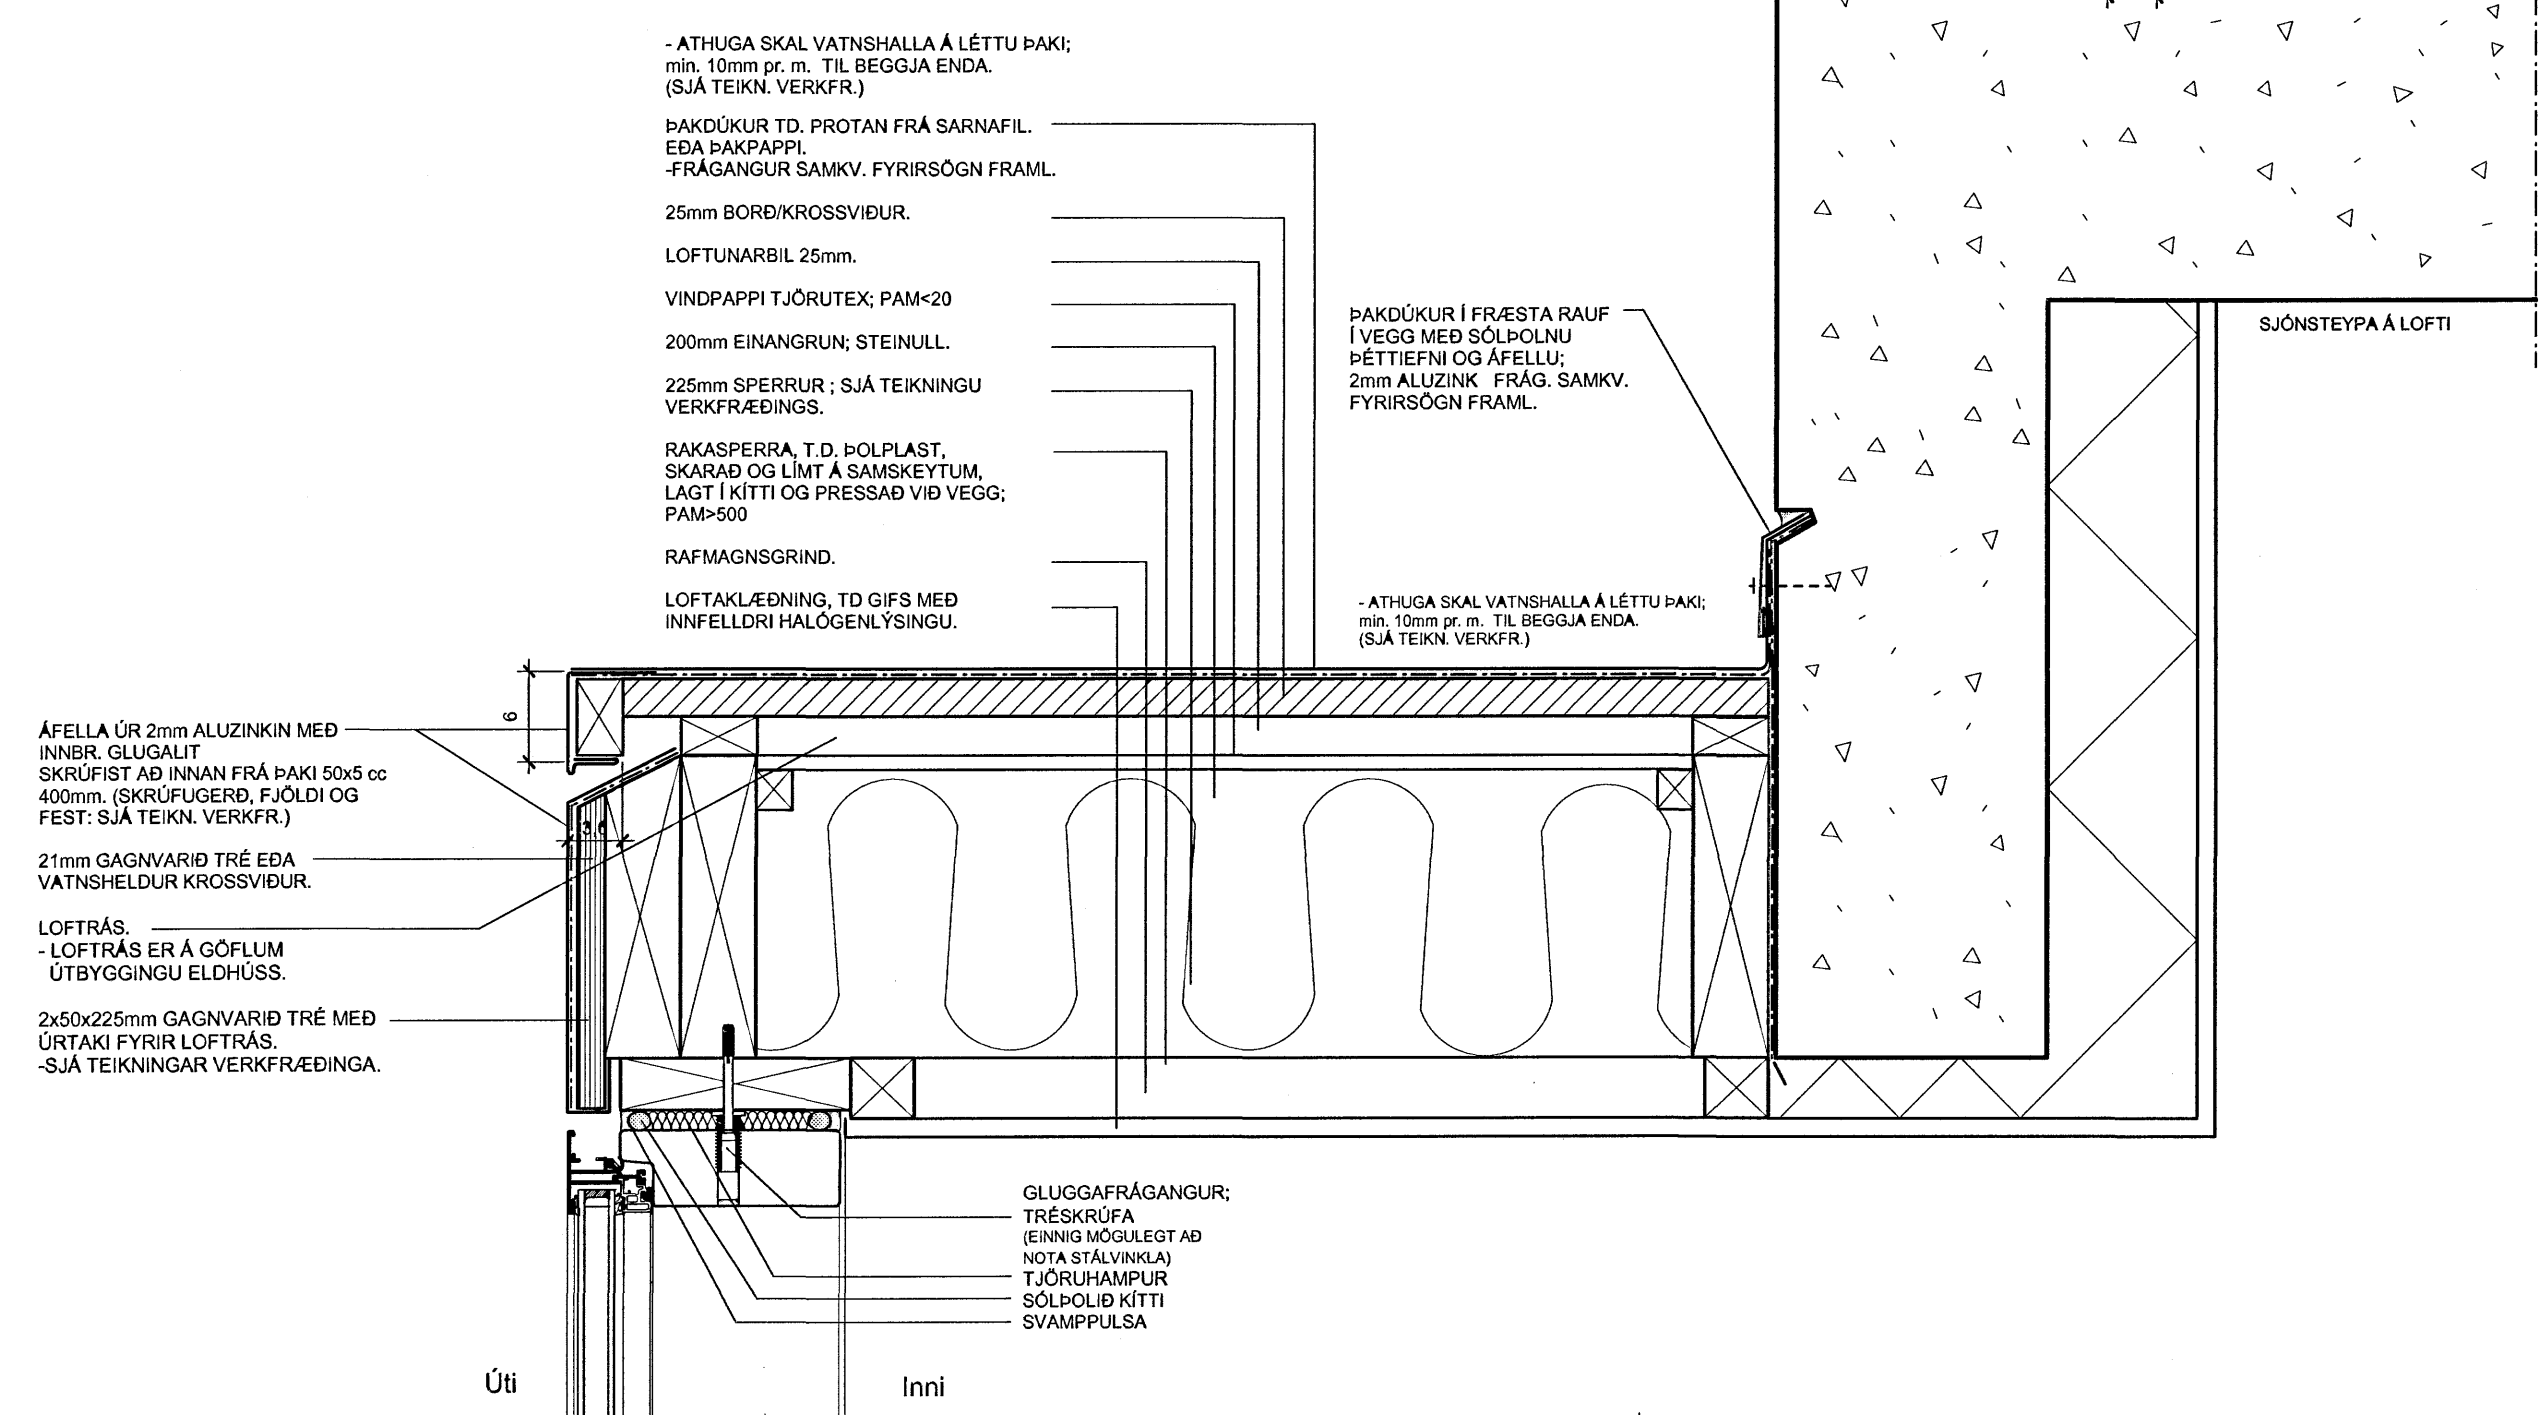 - ATHUGA SKAL VATNSHALLA Á LÉTTU ÞAKI;
min. 10mm pr. m. TIL BEGGJA ENDA.
(SJÁ TEIKN. VERKFR.)
ÞAKDÚKUR TD. PROTAN FRÁ SARNAFIL.
EÐA ÞAKPAPPI.
-FRÁGANGUR SAMKV. FYRIRSÖGN FRAML.
25mm BORÐ/KROSSVIÐUR.
LOFTUNARBIL 25mm.
VINDPAPPI TJÖRUTEX; PAM<20
200mm EINANGRUN; STEINULL.
225mm SPERRUR ; SJÁ TEIKNINGU
VERKFRÆÐINGS.
RAKASPERRA, T.D. ÞOLPLAST,
SKARAÐ OG LÍMT Á SAMSKEYTUM,
LAGT Í KÍTTI OG PRESSAÐ VIÐ VEGG;
PAM>500
RAFMAGNSGRIND.
LOFTAKLÆÐNING, TD GIFS MEÐ
INNFELLDRI HALÓGENLÝSINGU.
ÞAKDÚKUR Í FRÆSTA RAUF
Í VEGG MEÐ SÓLÞOLNU
ÞÉTTIEFNI OG ÁFELLU;
2mm ALUZINK FRÁG. SAMKV.
FYRIRSÖGN FRAML.
SJÓNSTEYPA Á LOFTI
- ATHUGA SKAL VATNSHALLA Á LÉTTU ÞAKI;
min. 10mm pr. m. TIL BEGGJA ENDA.
(SJÁ TEIKN. VERKFR.)
6
ÁFELLA ÚR 2mm ALUZINKIN MEÐ
INNBR. GLUGALIT
SKRÚFIST AÐ INNAN FRÁ ÞAKI 50x5 cc
400mm. (SKRÚFUGERÐ, FJÖLDI OG
FEST: SJÁ TEIKN. VERKFR.)
3,6
21mm GAGNVARIÐ TRÉ EÐA
VATNSHELDUR KROSSVIÐUR.
LOFTRÁS.
- LOFTRÁS ER Á GÖFLUM
ÚTBYGGINGU ELDHÚSS.
2x50x225mm GAGNVARIÐ TRÉ MEÐ
ÚRTAKI FYRIR LOFTRÁS.
-SJÁ TEIKNINGAR VERKFRÆÐINGA.
GLUGGAFRÁGANGUR;
TRÉSKRÚFA
(EINNIG MÖGULEGT AÐ
NOTA STÁLVINKLA)
TJÖRUHAMPUR
SÓLÞOLIÐ KÍTTI
SVAMPPULSA
Úti
Inni